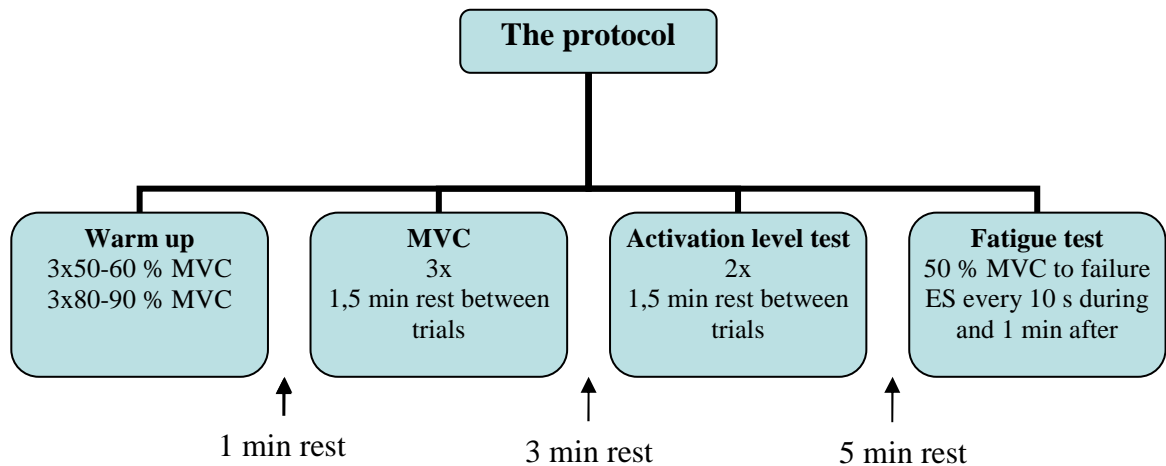 The protocol
Warm up
3x50-60 % MVC
3x80-90 % MVC
MVC
3x
1,5 min rest between
trials
Activation level test
2x
1,5 min rest between
trials
Fatigue test
50 % MVC to failure
ES every 10 s during
and 1 min after
1 min rest
3 min rest
5 min rest